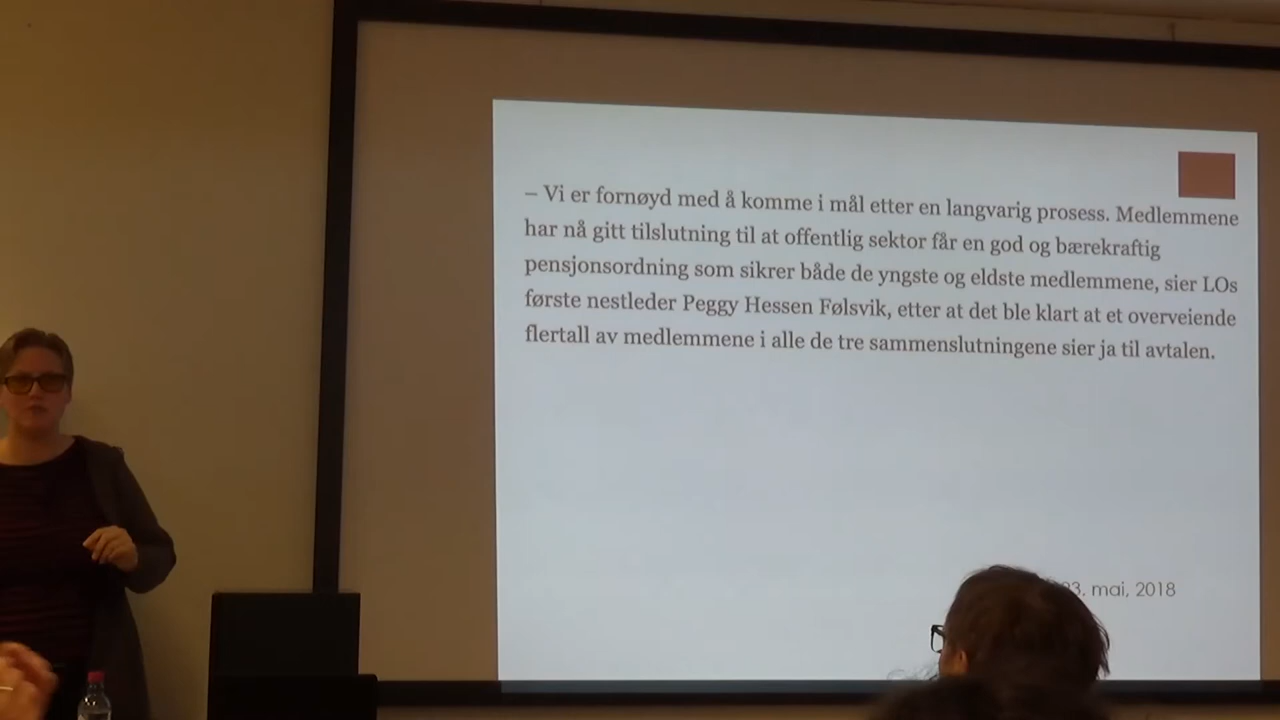 – Vi er fornøyd med å komme i mål etter en langvarig prosess. Medlemmene
har nå gitt tilslutning til at offentlig sektor får en god og bærekraftig
pensjonsordning som sikrer både de yngste og eldste medlemmene, sier LOs
første nestleder Peggy Hessen Følsvik, etter at det ble klart at et overveiende
flertall av medlemmene i alle de tre sammenslutningene sier ja til avtalen.
mai, 2018